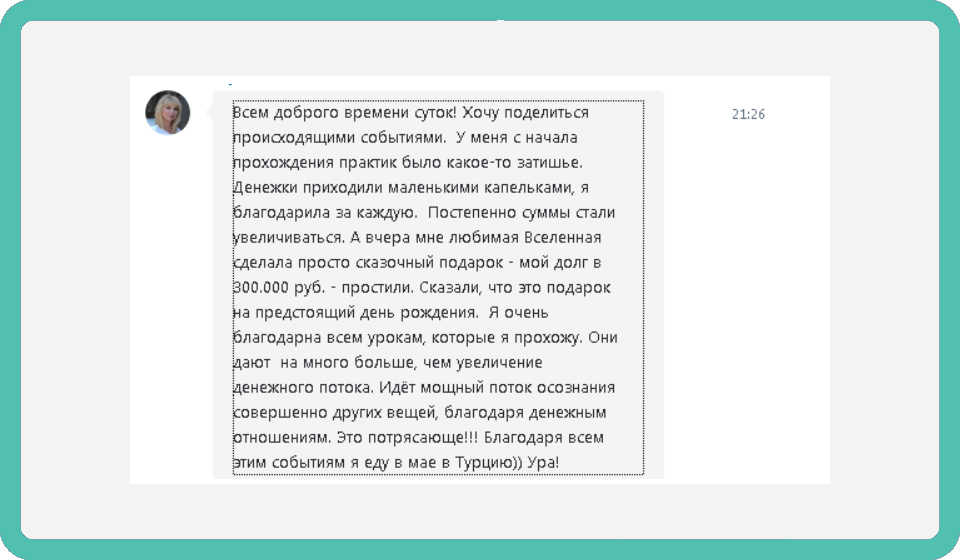 Всем доброго времени суток! Хочу поделиться
21:26
происходящими событиями.  У меня с начала
прохождения практик было какое-то затишье.
Денежки приходили маленькими капельками, я
благодарила за каждую.  Постепенно суммы стали
увеличиваться. А вчера мне любимая Вселенная
сделала просто сказочный подарок - мой долг в
300.000 руб. - простили. Сказали, что это подарок
на предстоящий день рождения.  Я очень
благодарна всем урокам, которые я прохожу. Они
дают  на много больше, чем увеличение
денежного потока. Идёт мощный поток осознания
совершенно других вещей, благодаря денежным
отношениям. Это потрясающе!!! Благодаря всем
этим событиям я еду в мае в Турцию)) Ура!